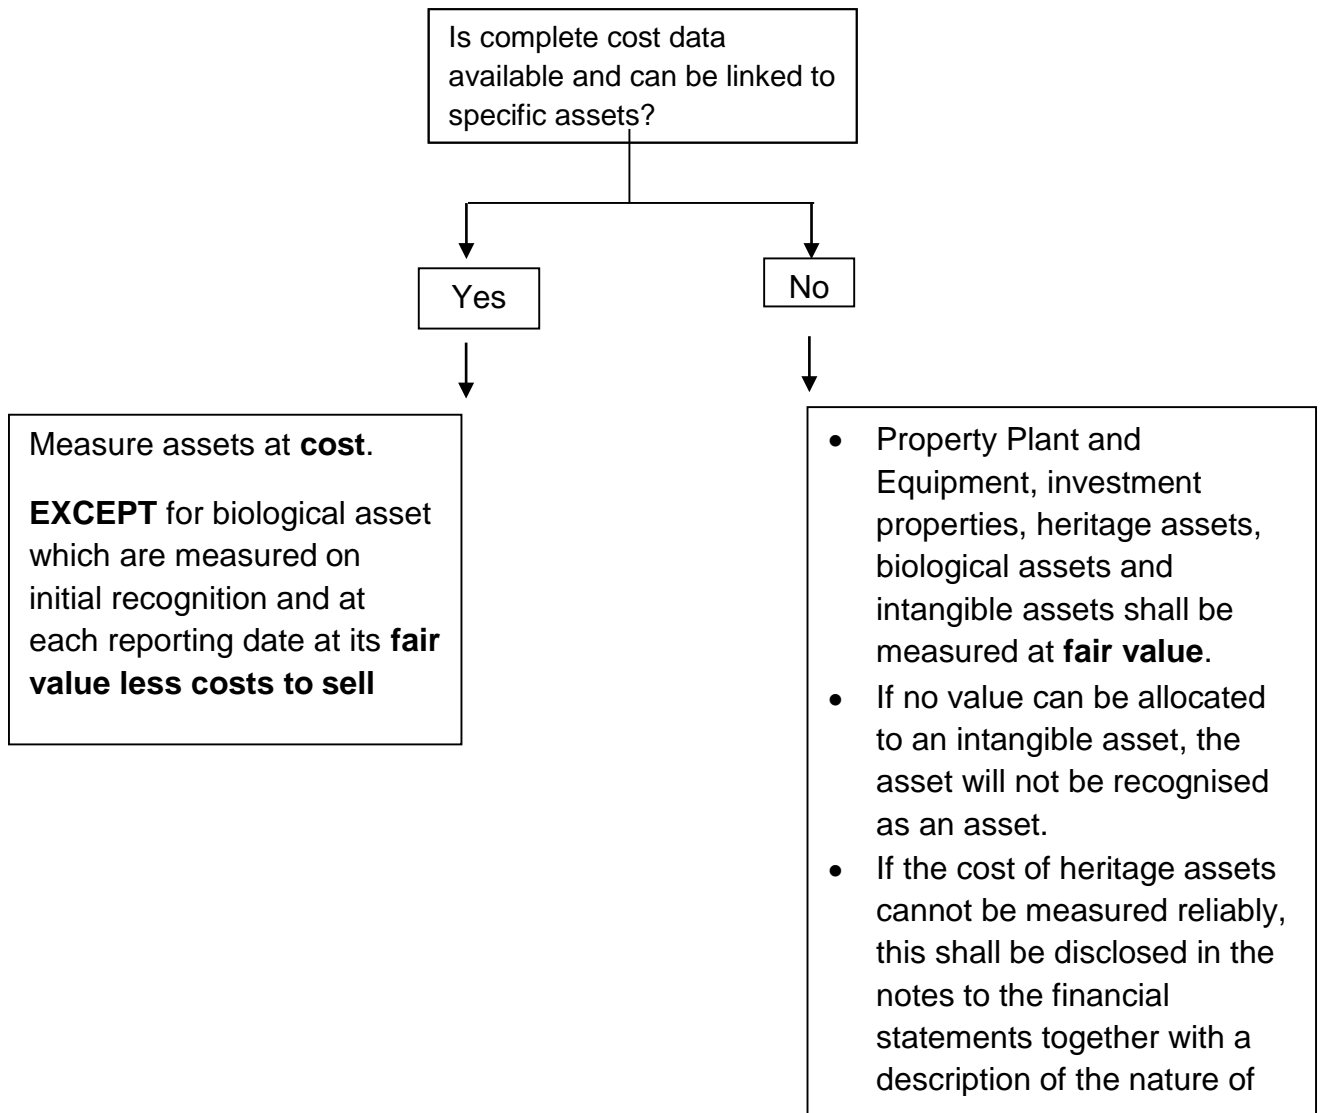 Is complete cost data
available and can be linked to
specific assets?
Yes
No
Measure assets at cost.
EXCEPT for biological asset
which are measured on
initial recognition and at
each reporting date at its fair
value less costs to sell
• Property Plant and
Equipment, investment
properties, heritage assets,
biological assets and
intangible assets shall be
measured at fair value.
• If no value can be allocated
to an intangible asset, the
asset will not be recognised
as an asset.
• If the cost of heritage assets
cannot be measured reliably,
this shall be disclosed in the
notes to the financial
statements together with a
description of the nature of